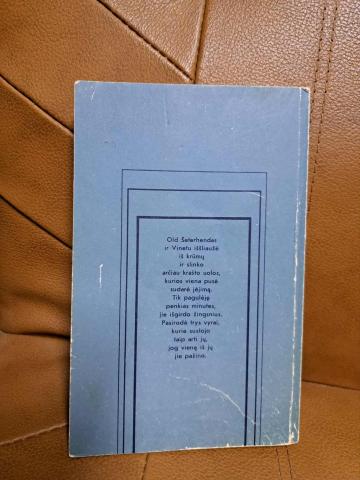 Old Šeterhendas
ir Vinetu iššliaužė
iš krūmų
ir slinko
arčiau krašto uolos,
kurios viena pusė
sudarė įėjimą.
Tik pagulėję
penkias minutes,
jie išgirdo žingsnius.
Pasirodė trys vyrai,
kurie sustojo
taip arti jų,
jog vieną iš jų
jie pažino.